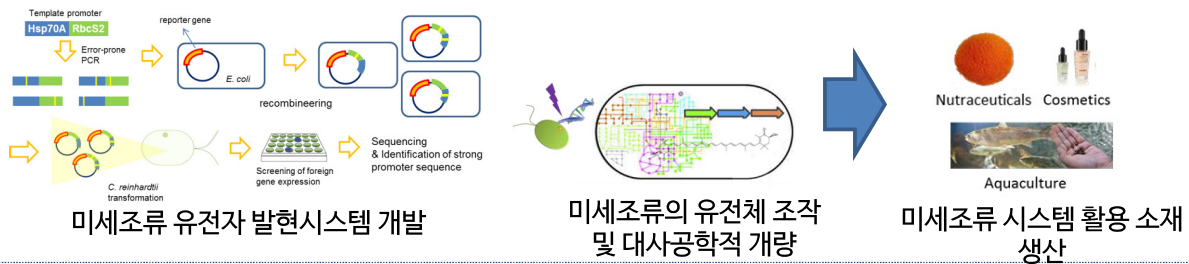 Template promoter
Hsp70A RbcS2
Error-prone
PCR
reporter gene
E. coli
recombineering
C. reinhardtii
transformation
Screening of foreign
gene expression
Sequencing
& Identification of strong
promoter sequence
미세조류 유전자 발현시스템 개발
미세조류의 유전체 조작
및 대사공학적 개량
Nutraceuticals
Cosmetics
Aquaculture
미세조류 시스템 활용 소재
생산